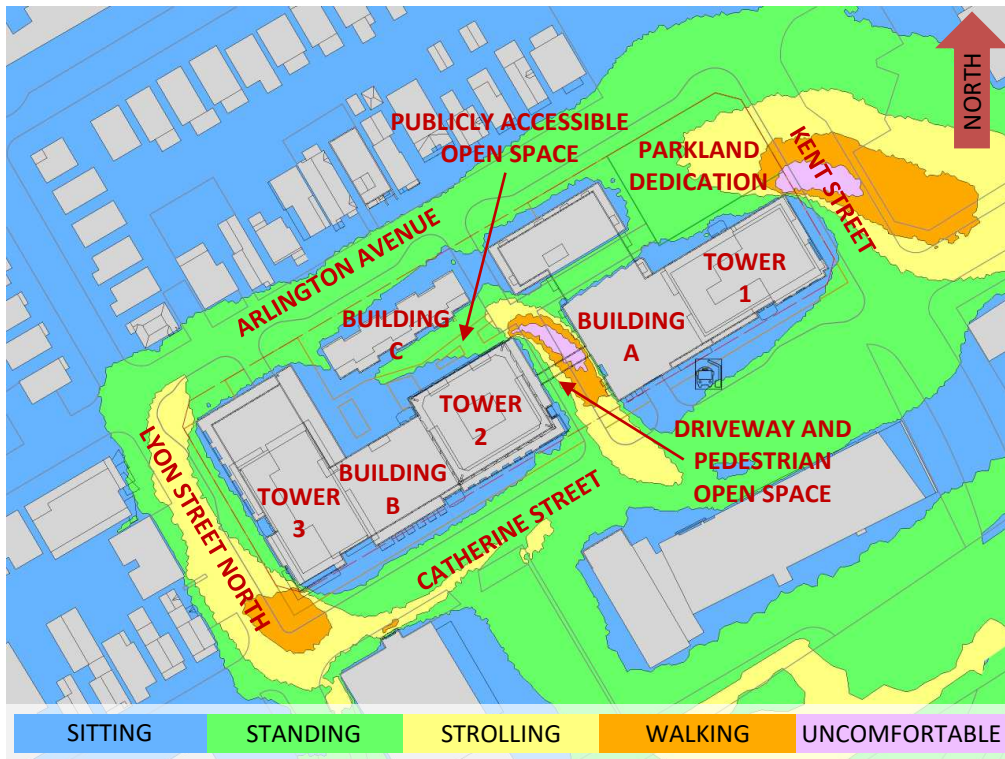 NORTH
PUBLICLY ACCESSIBLE
OPEN SPACE
PARKLAND
DEDICATION
KENT STREET
ARLINGTON AVENUE
TOWER
1
BUILDING
C
BUILDING
A
TOWER
2
LYON STREET NORTH
BUILDING
B
TOWER
3
DRIVEWAY AND
PEDESTRIAN
OPEN SPACE
CATHERINE STREET
SITTING
STANDING
STROLLING
WALKING
UNCOMFORTABLE